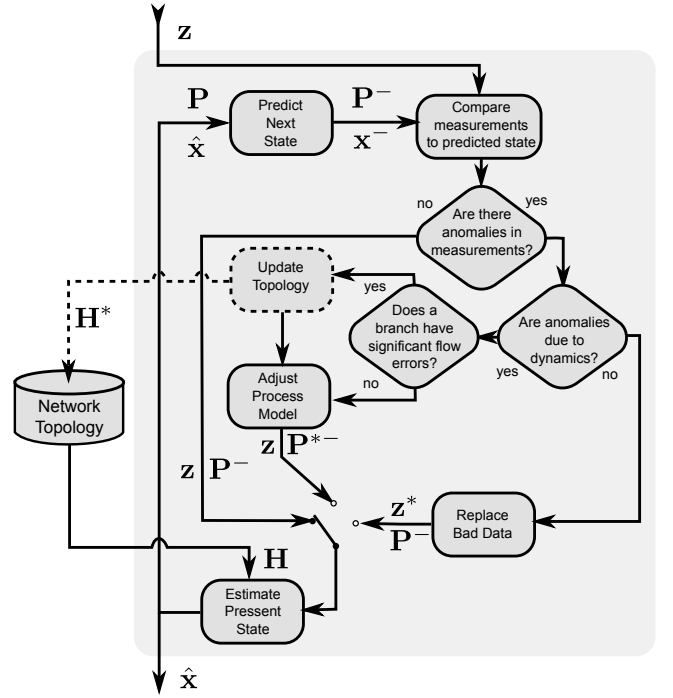 z
P
x̂
Predict
Next
State
P⁻
x⁻
Compare
measurements
to predicted state
no
yes
Are there
anomalies in
measurements?
Update
Topology
yes
Does a
branch have
significant flow
errors?
Are anomalies
due to
dynamics?
yes
no
H*
no
Adjust
Process
Model
Network
Topology
z
P*⁻
z
P⁻
z*
P⁻
Replace
Bad Data
H
Estimate
Pressent
State
x̂